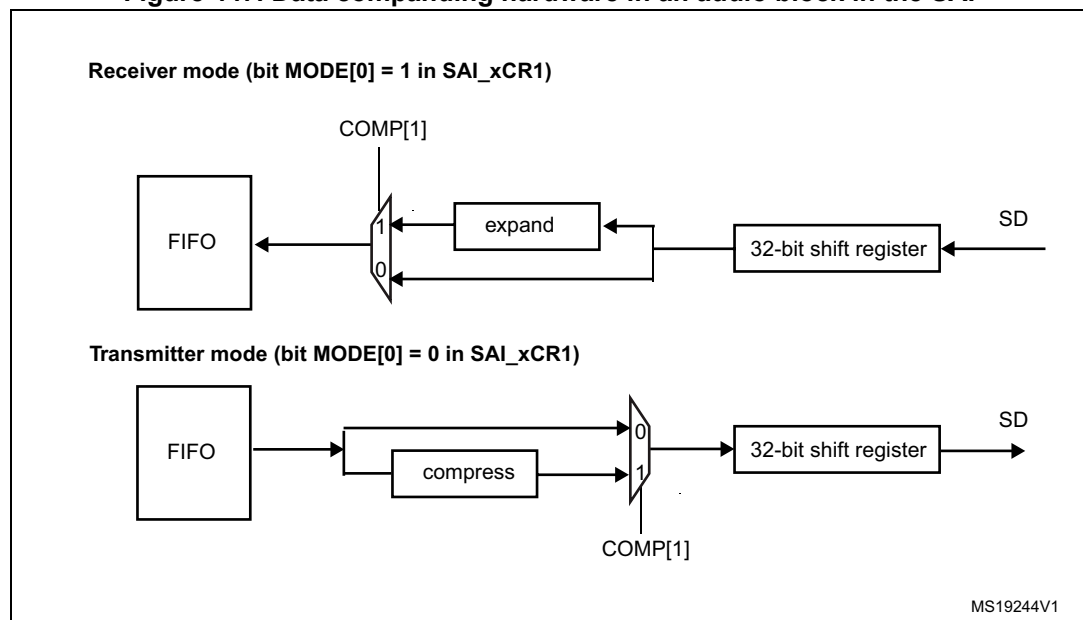 Receiver mode (bit MODE[0] = 1 in SAI_xCR1)
COMP[1]
FIFO
1
0
expand
32-bit shift register
SD
Transmitter mode (bit MODE[0] = 0 in SAI_xCR1)
FIFO
compress
0
1
32-bit shift register
SD
COMP[1]
MS19244V1